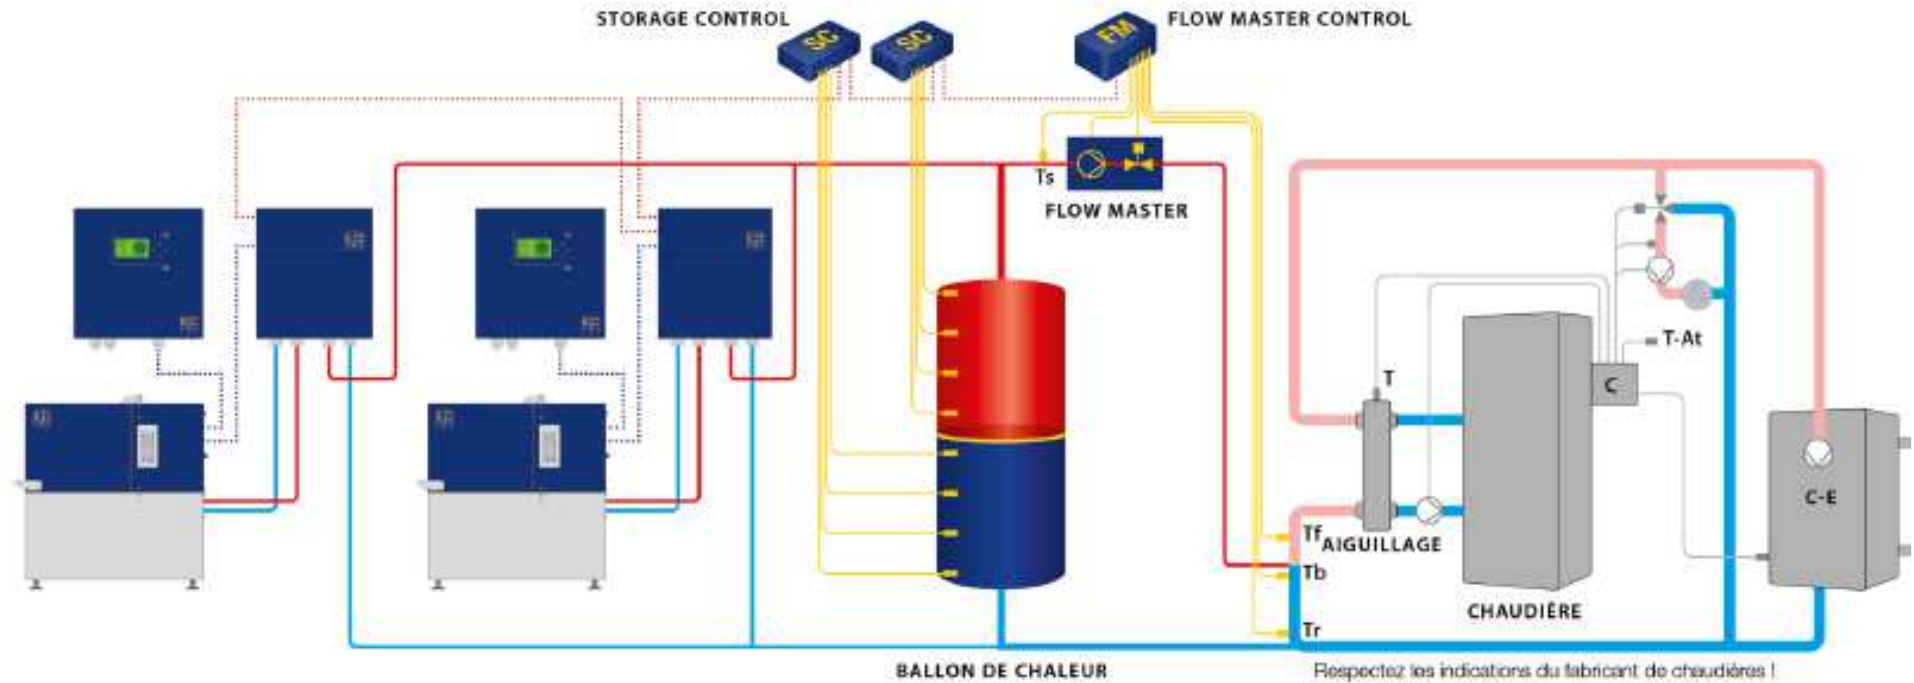 STORAGE CONTROL
SC
SC
FM
FLOW MASTER CONTROL
Ts
FLOW MASTER
T-At
T
C
C-E
Tf
AIGUILLAGE
Tb
CHAUDIÈRE
Tr
BALLON DE CHALEUR
Respectez les indications du fabricant de chaudières !